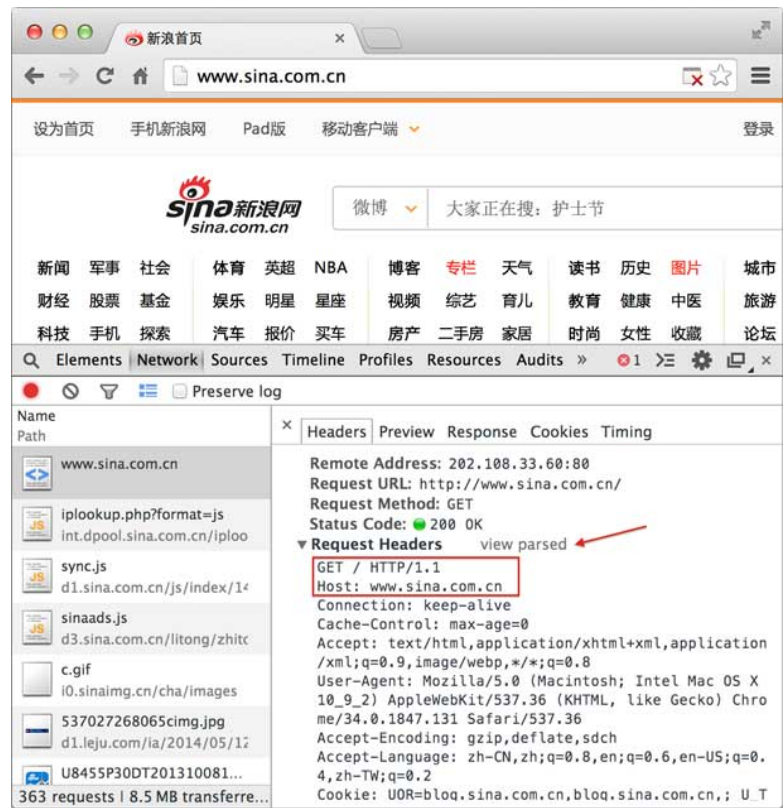 新浪首页
www.sina.com.cn
设为首页 手机新浪网 Pad版 移动客户端 登录
sina新浪网
sina.com.cn
微博 大家正在搜：护士节
新闻 军事 社会 体育 英超 NBA 博客 专栏 天气 读书 历史 图片 城市
财经 股票 基金 娱乐 明星 星座 视频 综艺 育儿 教育 健康 中医 旅游
科技 手机 探索 汽车 报价 买车 房产 二手房 家居 时尚 女性 收藏 论坛
Elements Network Sources Timeline Profiles Resources Audits » 1
Preserve log
Name
Path
www.sina.com.cn
iplookup.php?format=js
int.dpool.sina.com.cn/iploo
sync.js
d1.sina.com.cn/js/index/14
sinaads.js
d3.sina.com.cn/litong/zhitc
c.gif
i0.sinaimg.cn/cha/images
537027268065cimg.jpg
d1.leju.com/ia/2014/05/12
U8455P30DT201310081...
363 requests | 8.5 MB transferre...
× Headers Preview Response Cookies Timing
Remote Address: 202.108.33.60:80
Request URL: http://www.sina.com.cn/
Request Method: GET
Status Code: 200 OK
Request Headers view parsed
GET / HTTP/1.1
Host: www.sina.com.cn
Connection: keep-alive
Cache-Control: max-age=0
Accept: text/html,application/xhtml+xml,application
/xml;q=0.9,image/webp,*/*;q=0.8
User-Agent: Mozilla/5.0 (Macintosh; Intel Mac OS X
10_9_2) AppleWebKit/537.36 (KHTML, like Gecko) Chro
me/34.0.1847.131 Safari/537.36
Accept-Encoding: gzip,deflate,sdch
Accept-Language: zh-CN,zh;q=0.8,en;q=0.6,en-US;q=0.
4,zh-TW;q=0.2
Cookie: UOR=blog.sina.com.cn,blog.sina.com.cn,; U_T